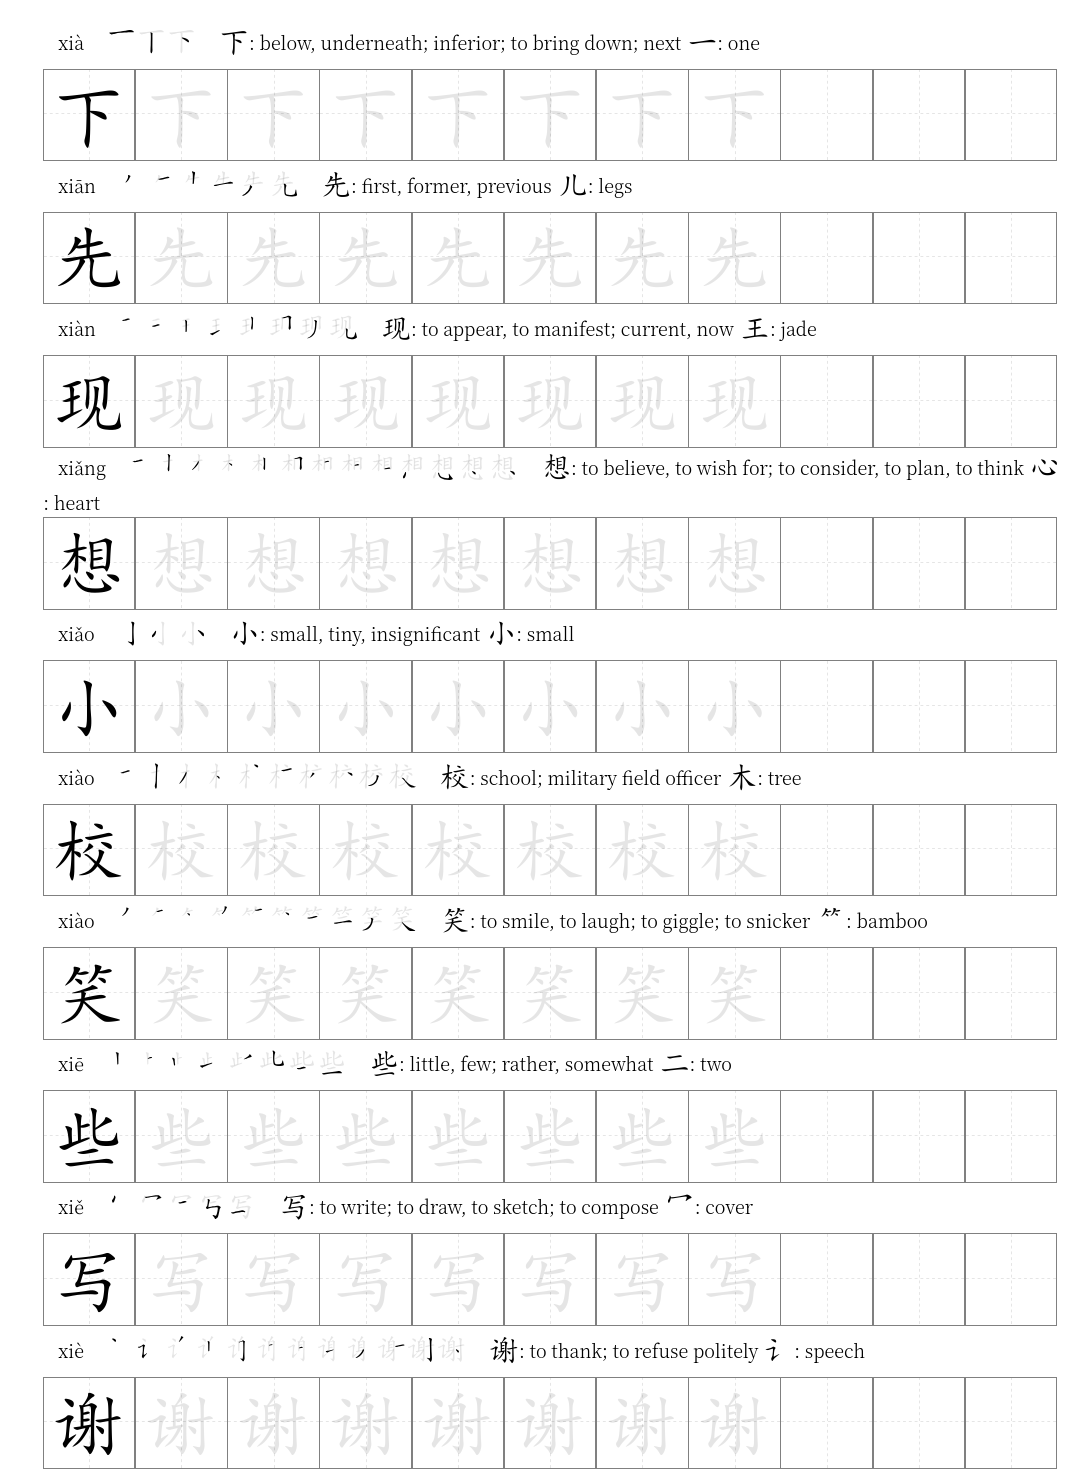 xià 下: below, underneath; inferior; to bring down; next 一: one
下 下 下 下 下 下 下 下
xiān 先: first, former, previous 儿: legs
先 先 先 先 先 先 先 先
xiàn 现: to appear, to manifest; current, now 王: jade
现 现 现 现 现 现 现 现
xiǎng 想: to believe, to wish for; to consider, to plan, to think 心
: heart
想 想 想 想 想 想 想 想
xiǎo 小: small, tiny, insignificant 小: small
小 小 小 小 小 小 小 小
xiào 校: school; military field officer 木: tree
校 校 校 校 校 校 校 校
xiào 笑: to smile, to laugh; to giggle; to snicker ⺮: bamboo
笑 笑 笑 笑 笑 笑 笑 笑
xiē 些: little, few; rather, somewhat 二: two
些 些 些 些 些 些 些 些
xiě 写: to write; to draw, to sketch; to compose 冖: cover
写 写 写 写 写 写 写 写
xiè 谢: to thank; to refuse politely 讠: speech
谢 谢 谢 谢 谢 谢 谢 谢